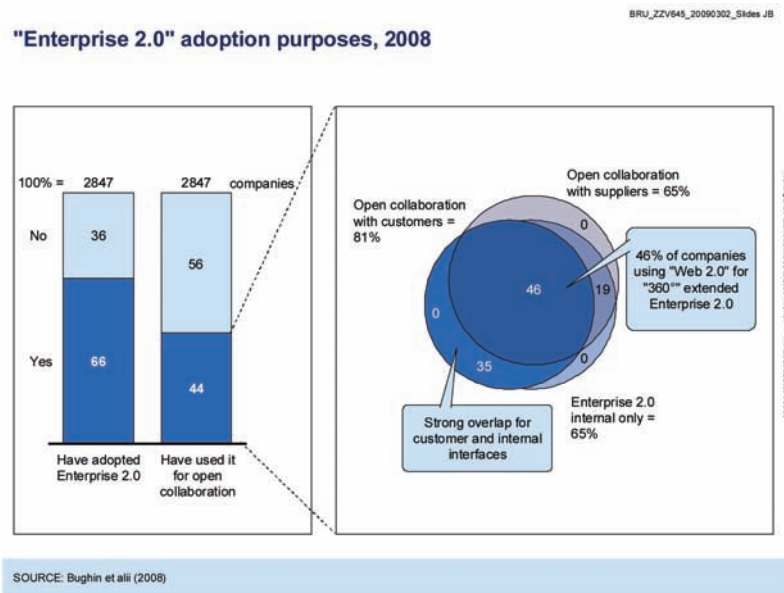 BRU_ZZV645_20090302_Slides JB
"Enterprise 2.0" adoption purposes, 2008
100% =
2847
2847
companies
No
36
56
Yes
66
44
Have adopted
Enterprise 2.0
Have used it
for open
collaboration
Open collaboration
with suppliers = 65%
Open collaboration
with customers =
81%
0
46% of companies
using "Web 2.0" for
"360°" extended
Enterprise 2.0
46
19
0
35
0
Strong overlap for
customer and internal
interfaces
Enterprise 2.0
internal only =
65%
SOURCE: Bughin et alii (2008)